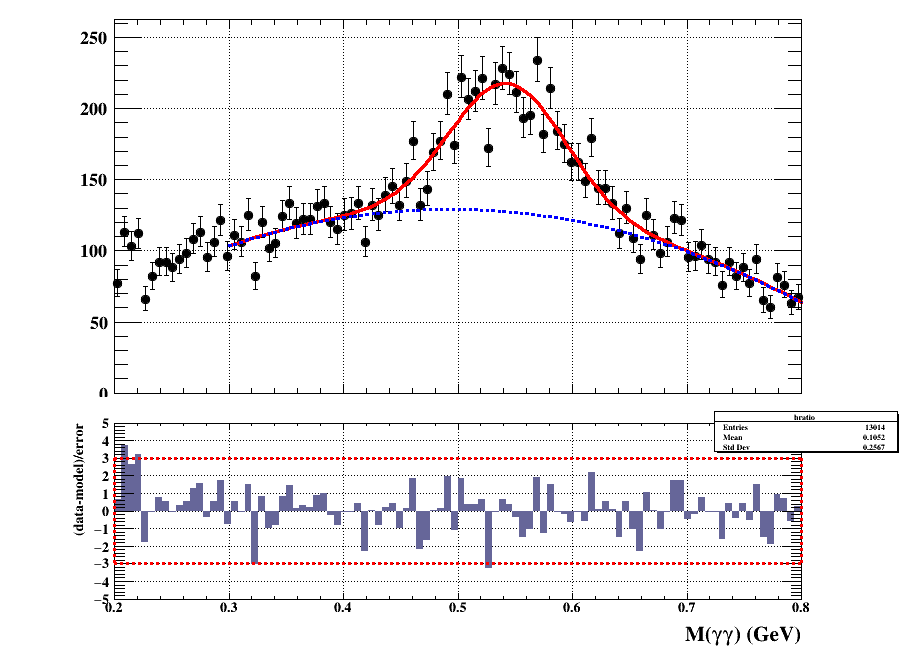 250
200
150
100
50
0
(data-model)/error
5
4
3
2
1
0
−1
−2
−3
−4
−5
hratio
Entries 13014
Mean 0.1052
Std Dev 0.2567
0.2 0.3 0.4 0.5 0.6 0.7 0.8
M(γγ) (GeV)